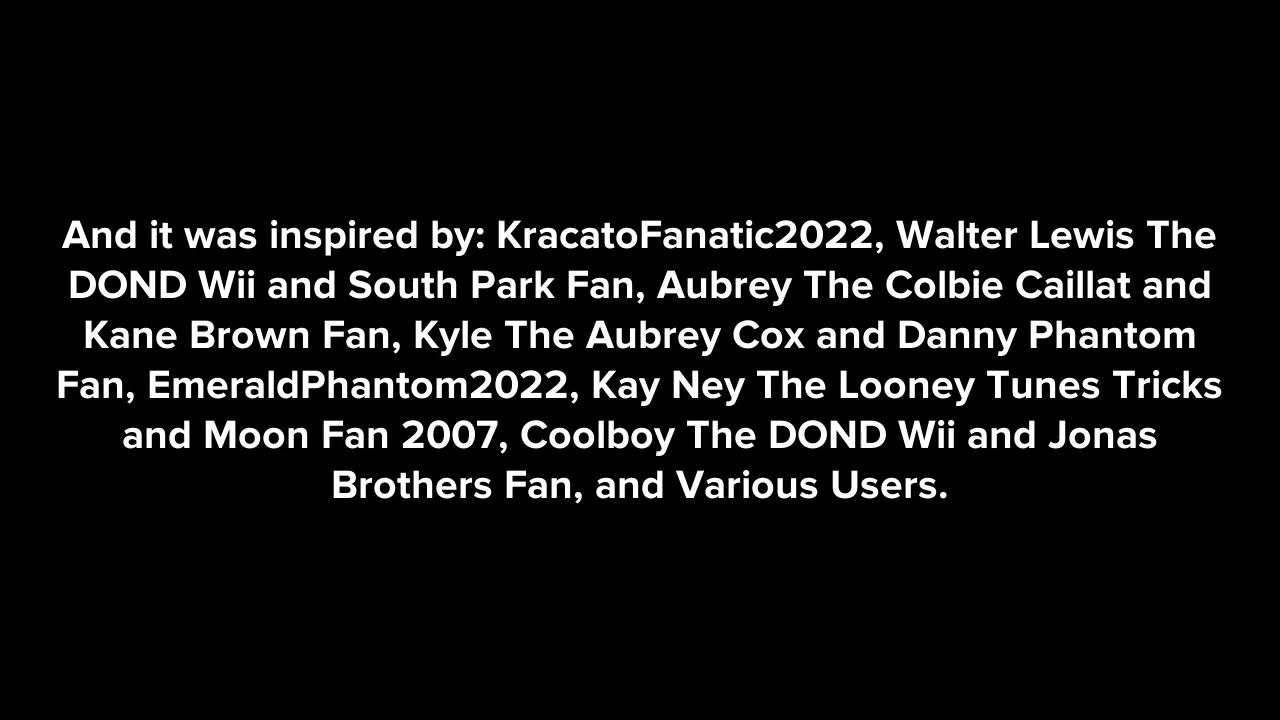 And it was inspired by: KracatoFanatic2022, Walter Lewis The
DOND Wii and South Park Fan, Aubrey The Colbie Caillat and
Kane Brown Fan, Kyle The Aubrey Cox and Danny Phantom
Fan, EmeraldPhantom2022, Kay Ney The Looney Tunes Tricks
and Moon Fan 2007, Coolboy The DOND Wii and Jonas
Brothers Fan, and Various Users.